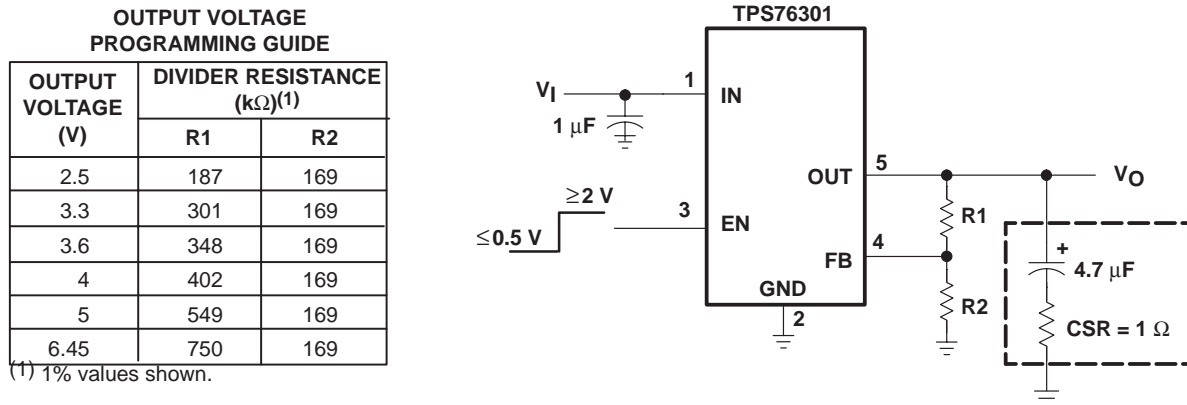 OUTPUT VOLTAGE
PROGRAMMING GUIDE
OUTPUT
VOLTAGE
(V)
DIVIDER RESISTANCE
(kΩ)(1)
R1 R2
2.5 187 169
3.3 301 169
3.6 348 169
4 402 169
5 549 169
6.45 750 169
(1) 1% values shown.
TPS76301
VI
1 µF
1
IN
≥2 V
≤0.5 V
3
EN
OUT
5
VO
R1
4
FB
R2
GND
2
+
4.7 µF
CSR = 1 Ω